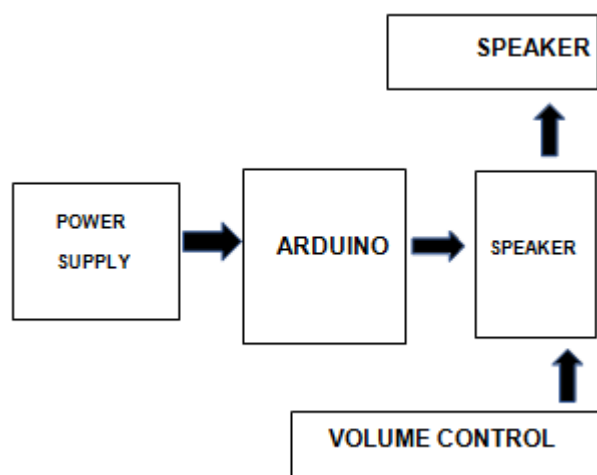 SPEAKER
POWER
SUPPLY
ARDUINO
SPEAKER
VOLUME CONTROL